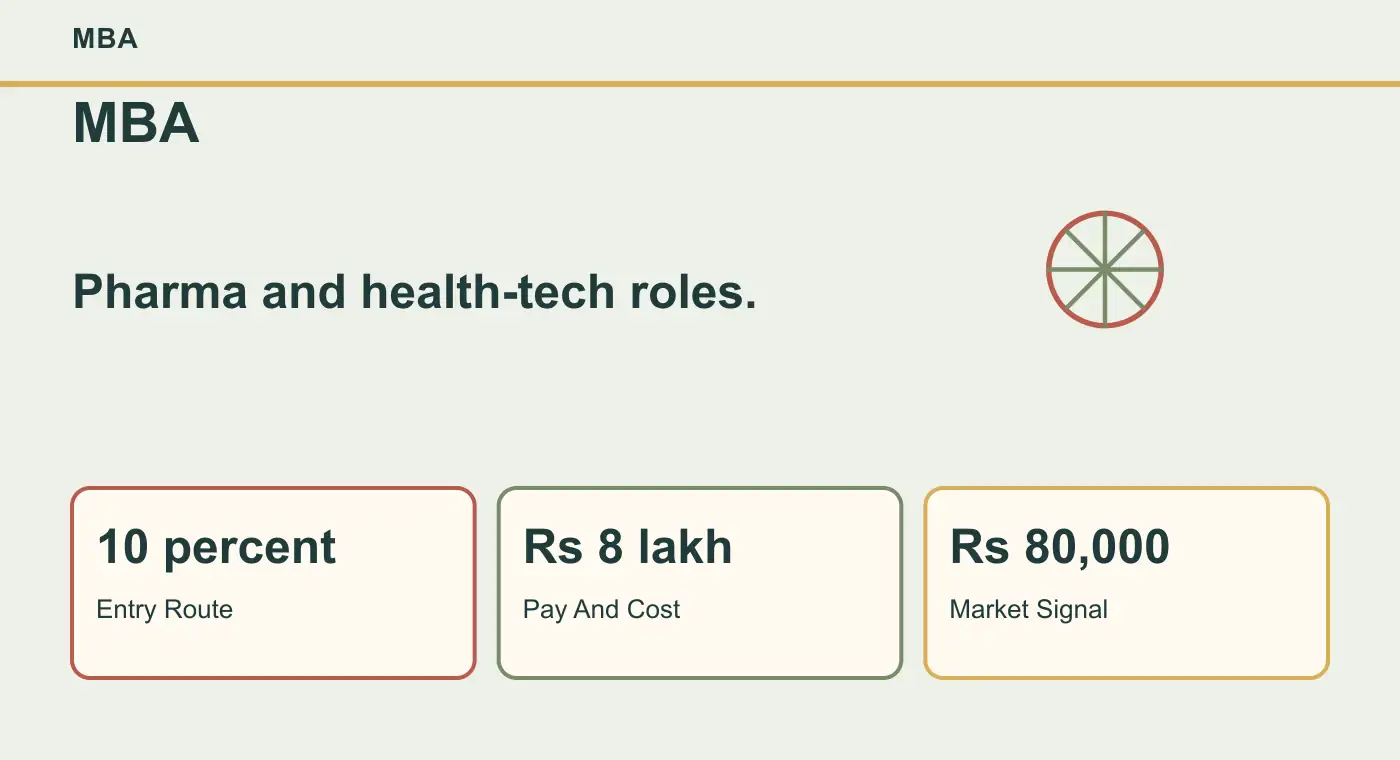 MBA
MBA
Pharma and health-tech roles.
10 percent
Entry Route
Rs 8 lakh
Pay And Cost
Rs 80,000
Market Signal